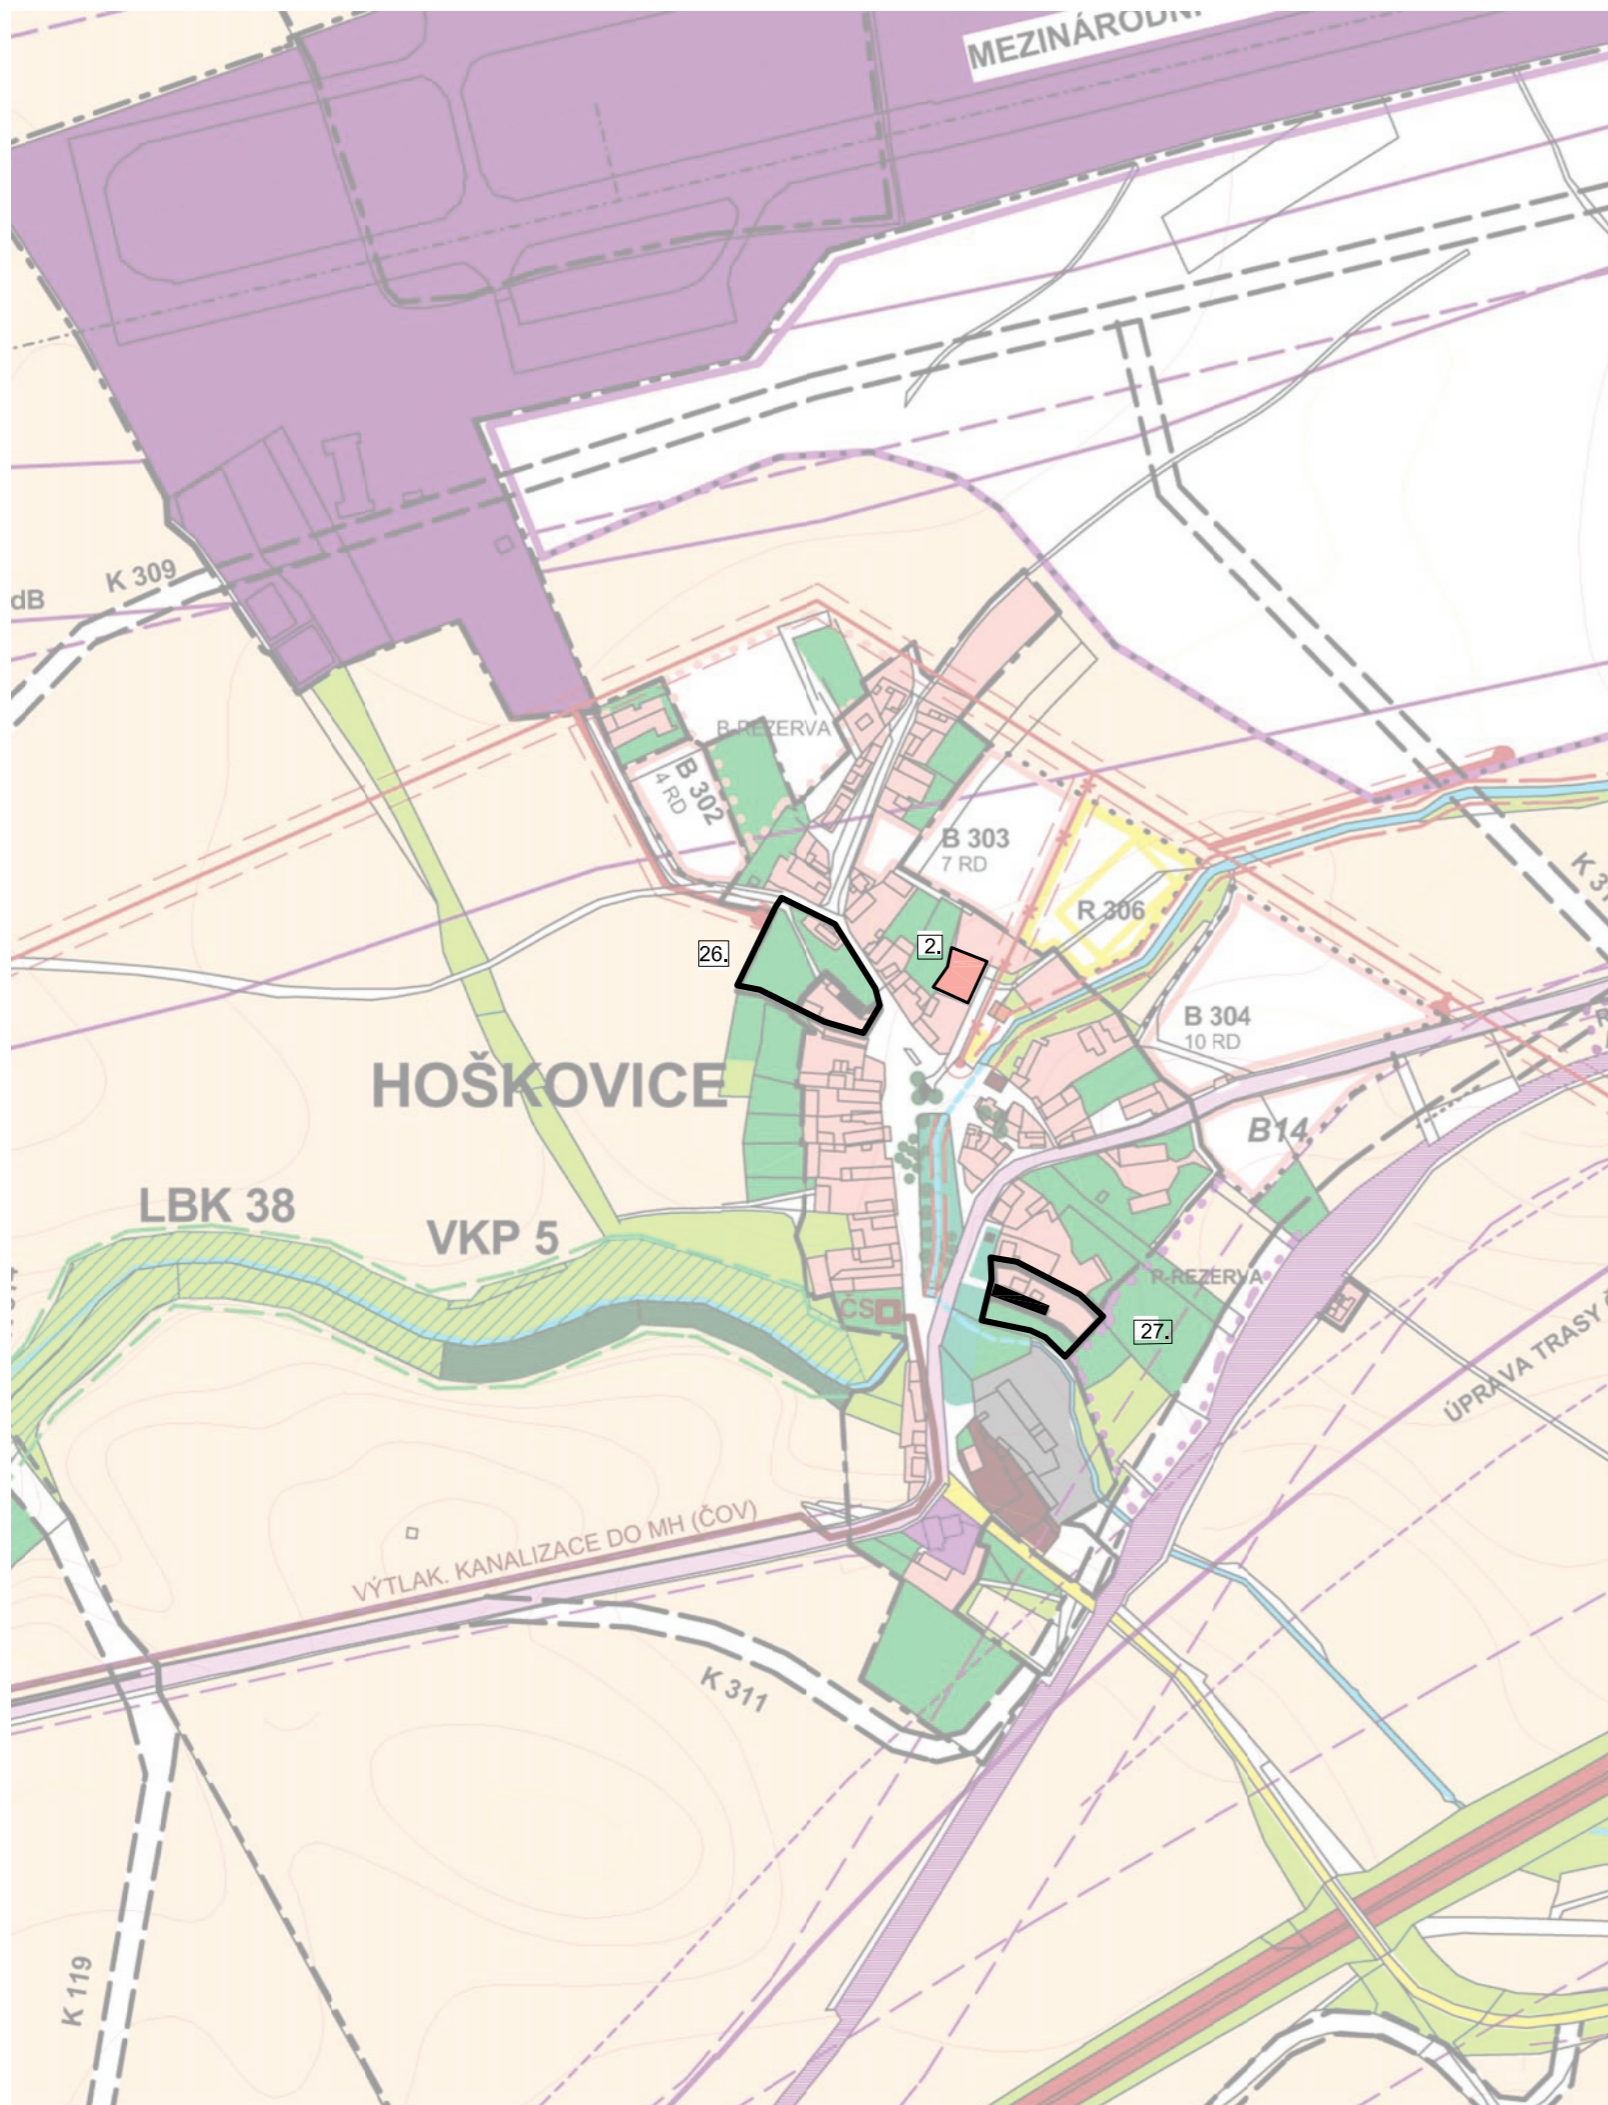 MEZINÁRODNÍ
K 309
dB
B-REZERVA
B 302
4 RD
B 303
7 RD
R 306
26.
2.
B 304
10 RD
HOŠKOVICE
B14
LBK 38
VKP 5
P-REZERVA
ČS
27.
ÚPRAVA TRASY
VÝTLAK. KANALIZACE DO MH (ČOV)
K 311
K 119